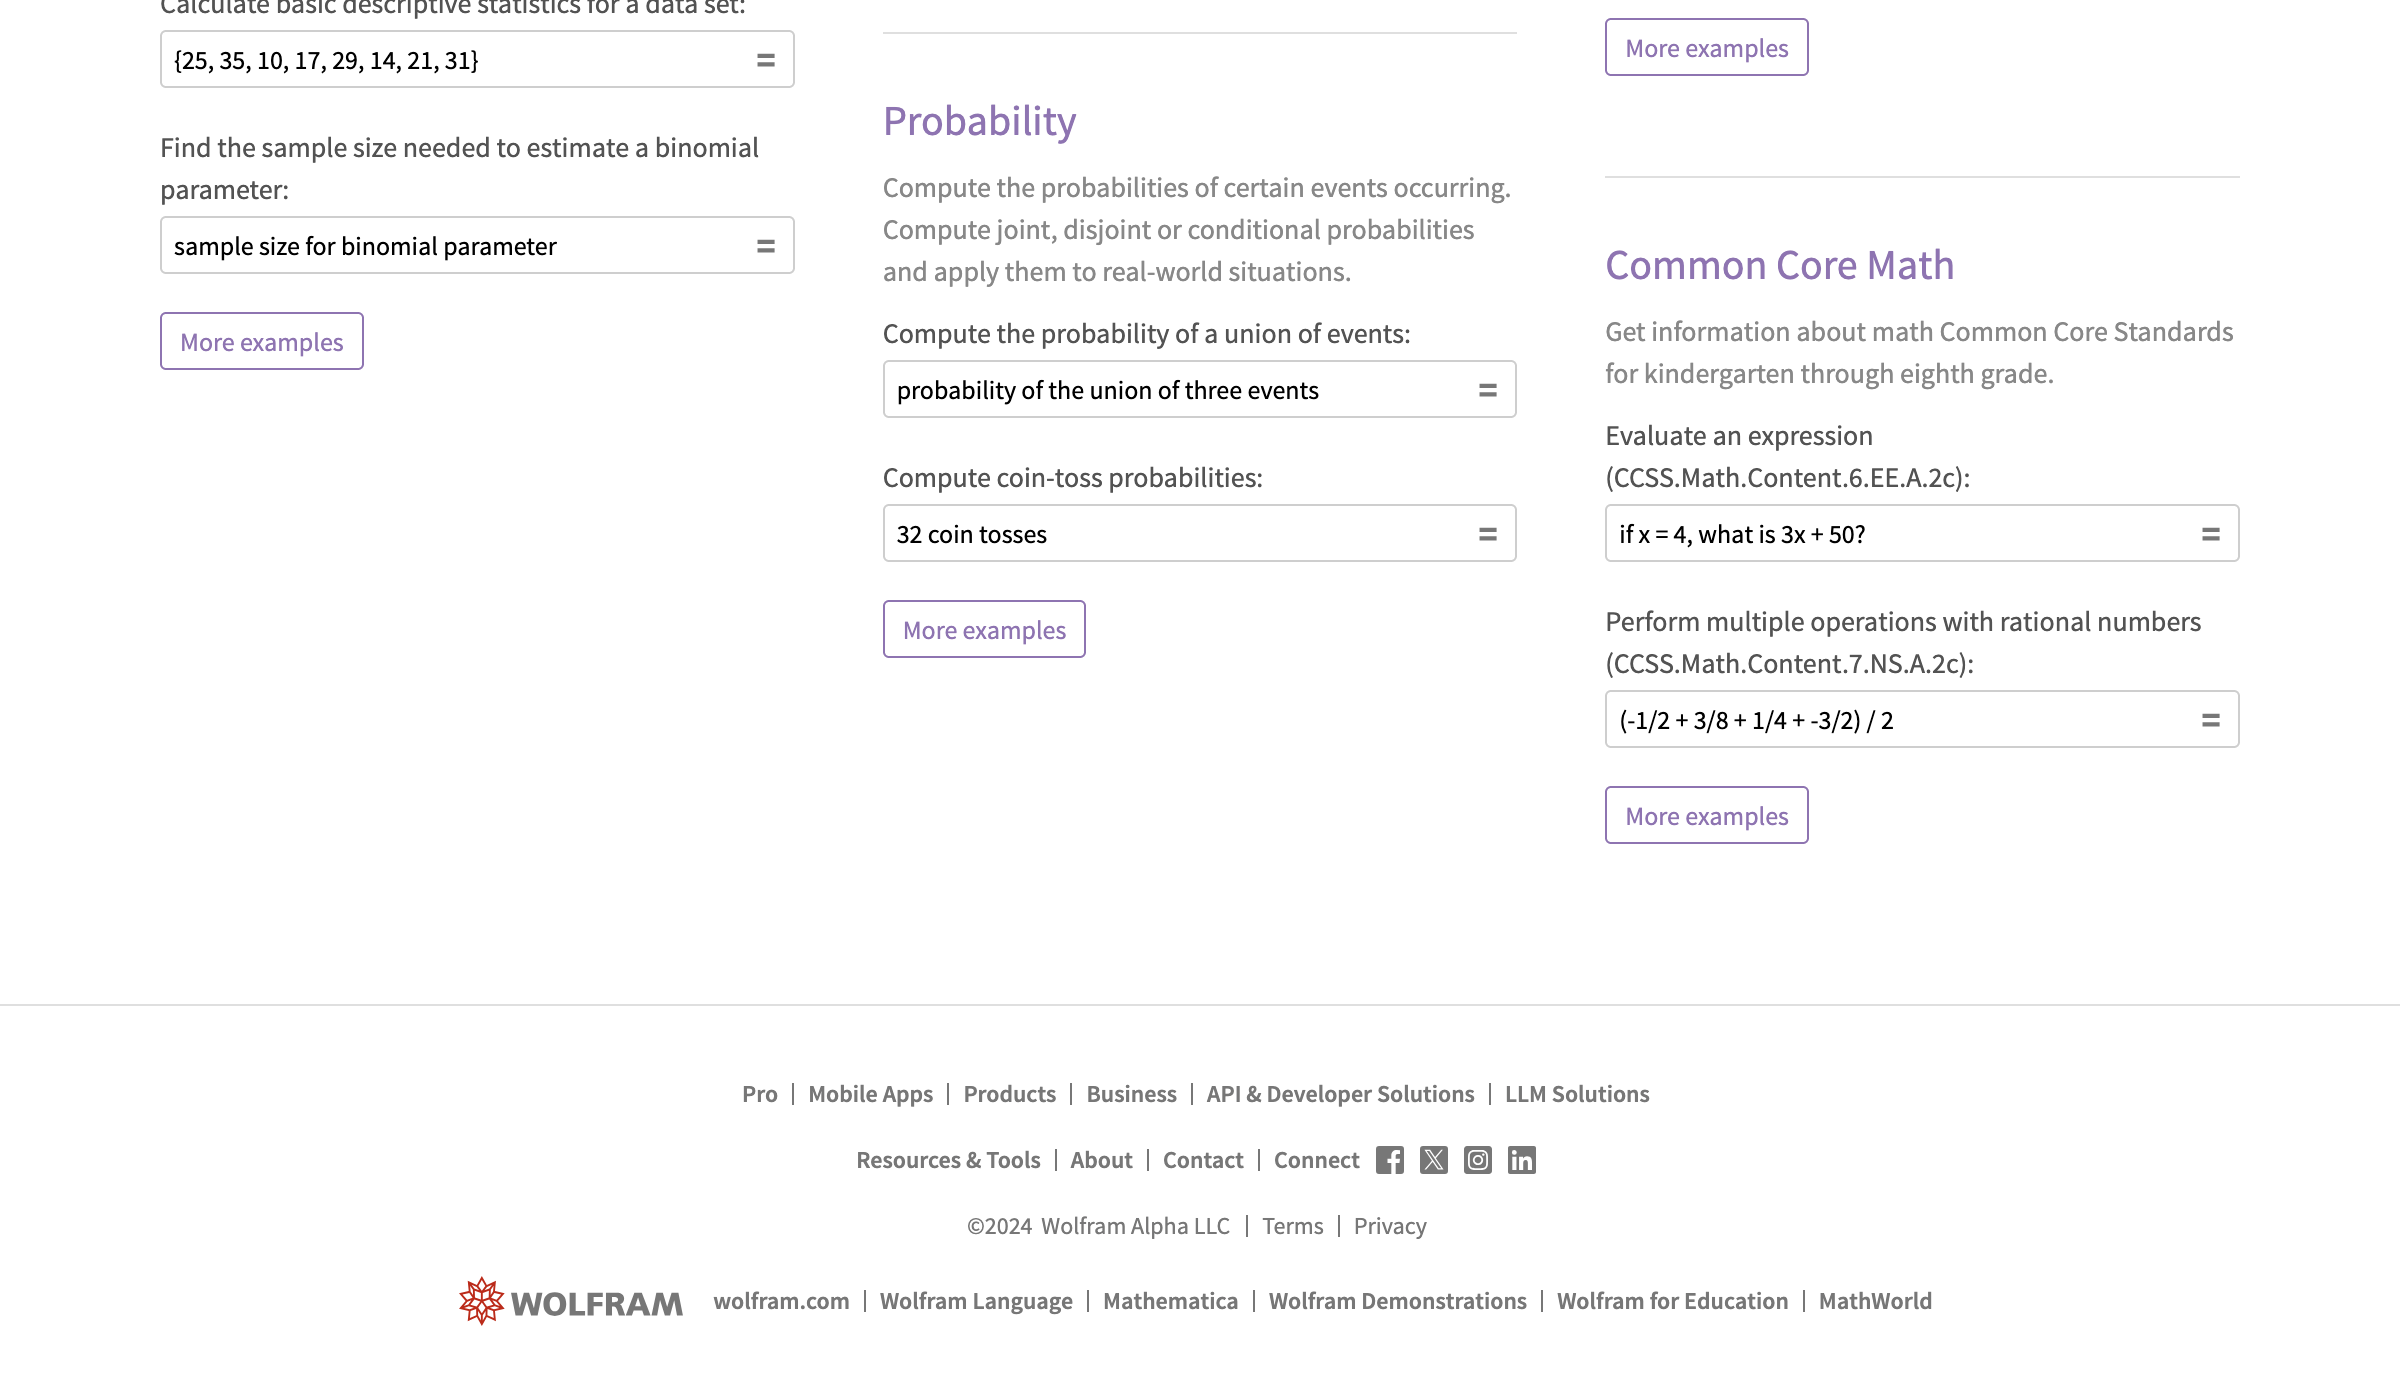 Calculate basic descriptive statistics for a data set:
{25, 35, 10, 17, 29, 14, 21, 31} =
Find the sample size needed to estimate a binomial
parameter:
sample size for binomial parameter =
More examples
Probability
Compute the probabilities of certain events occurring.
Compute joint, disjoint or conditional probabilities
and apply them to real-world situations.
Compute the probability of a union of events:
probability of the union of three events =
Compute coin-toss probabilities:
32 coin tosses =
More examples
More examples
Common Core Math
Get information about math Common Core Standards
for kindergarten through eighth grade.
Evaluate an expression
(CCSS.Math.Content.6.EE.A.2c):
if x = 4, what is 3x + 50? =
Perform multiple operations with rational numbers
(CCSS.Math.Content.7.NS.A.2c):
(-1/2 + 3/8 + 1/4 + -3/2) / 2 =
More examples
Pro | Mobile Apps | Products | Business | API & Developer Solutions | LLM Solutions
Resources & Tools | About | Contact | Connect
©2024 Wolfram Alpha LLC | Terms | Privacy
WOLFRAM wolfram.com | Wolfram Language | Mathematica | Wolfram Demonstrations | Wolfram for Education | MathWorld